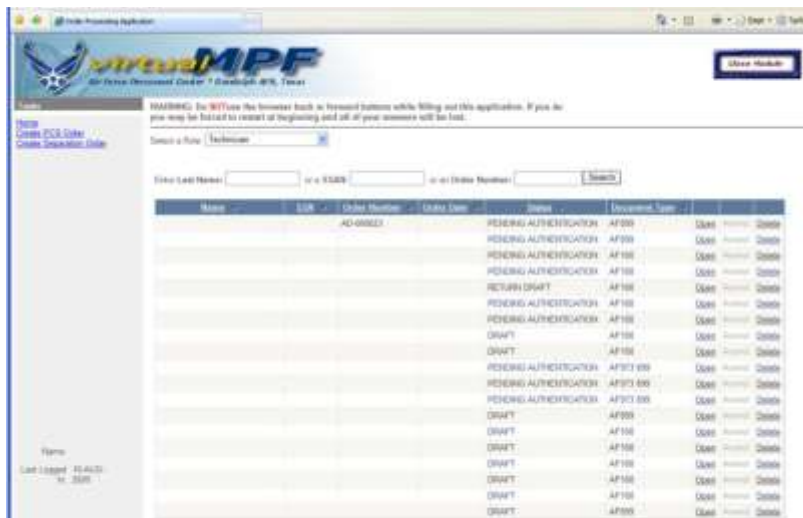 Order Processing Application
virtual MPF
Air Force Personnel Center * Randolph AFB, Texas
Close Module
WARNING: Do NOT use the browser back or forward buttons while filling out this application. If you do
you may be forced to restart at beginning and all of your answers will be lost.
Home
Create PCS Order
Create Separation Order
Select a Role: Technician
Enter Last Name: or a SSAN: or an Order Number: Search
Name SSN Order Number Order Date Status Document Type
PENDING AUTHENTICATION AF899 Open Delete
PENDING AUTHENTICATION AF899 Open Delete
PENDING AUTHENTICATION AF100 Open Delete
PENDING AUTHENTICATION AF100 Open Delete
RETURN DRAFT AF100 Open Delete
PENDING AUTHENTICATION AF100 Open Delete
PENDING AUTHENTICATION AF100 Open Delete
DRAFT AF100 Open Delete
DRAFT AF100 Open Delete
PENDING AUTHENTICATION AF973 899 Open Delete
PENDING AUTHENTICATION AF973 899 Open Delete
PENDING AUTHENTICATION AF973 899 Open Delete
DRAFT AF899 Open Delete
DRAFT AF100 Open Delete
DRAFT AF100 Open Delete
DRAFT AF100 Open Delete
DRAFT AF100 Open Delete
DRAFT AF100 Open Delete
DRAFT AF899 Open Delete
Name:
Last Logged
In: